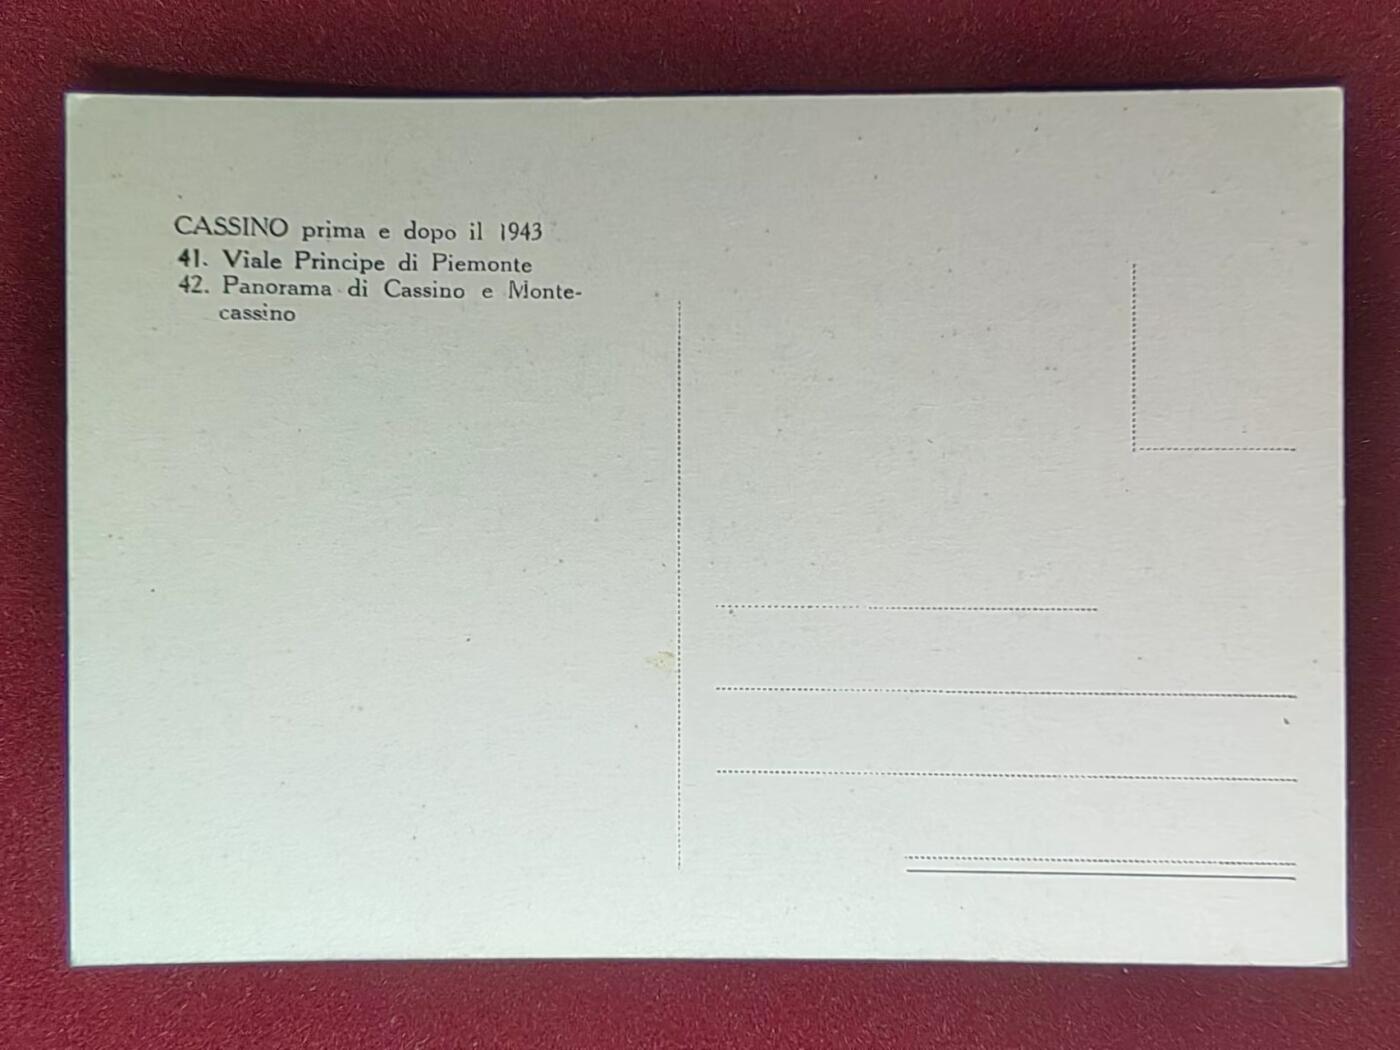 CASSINO prima e dopo il 1943
41. Viale Principe di Piemonte
42. Panorama di Cassino e Monte-
cassino